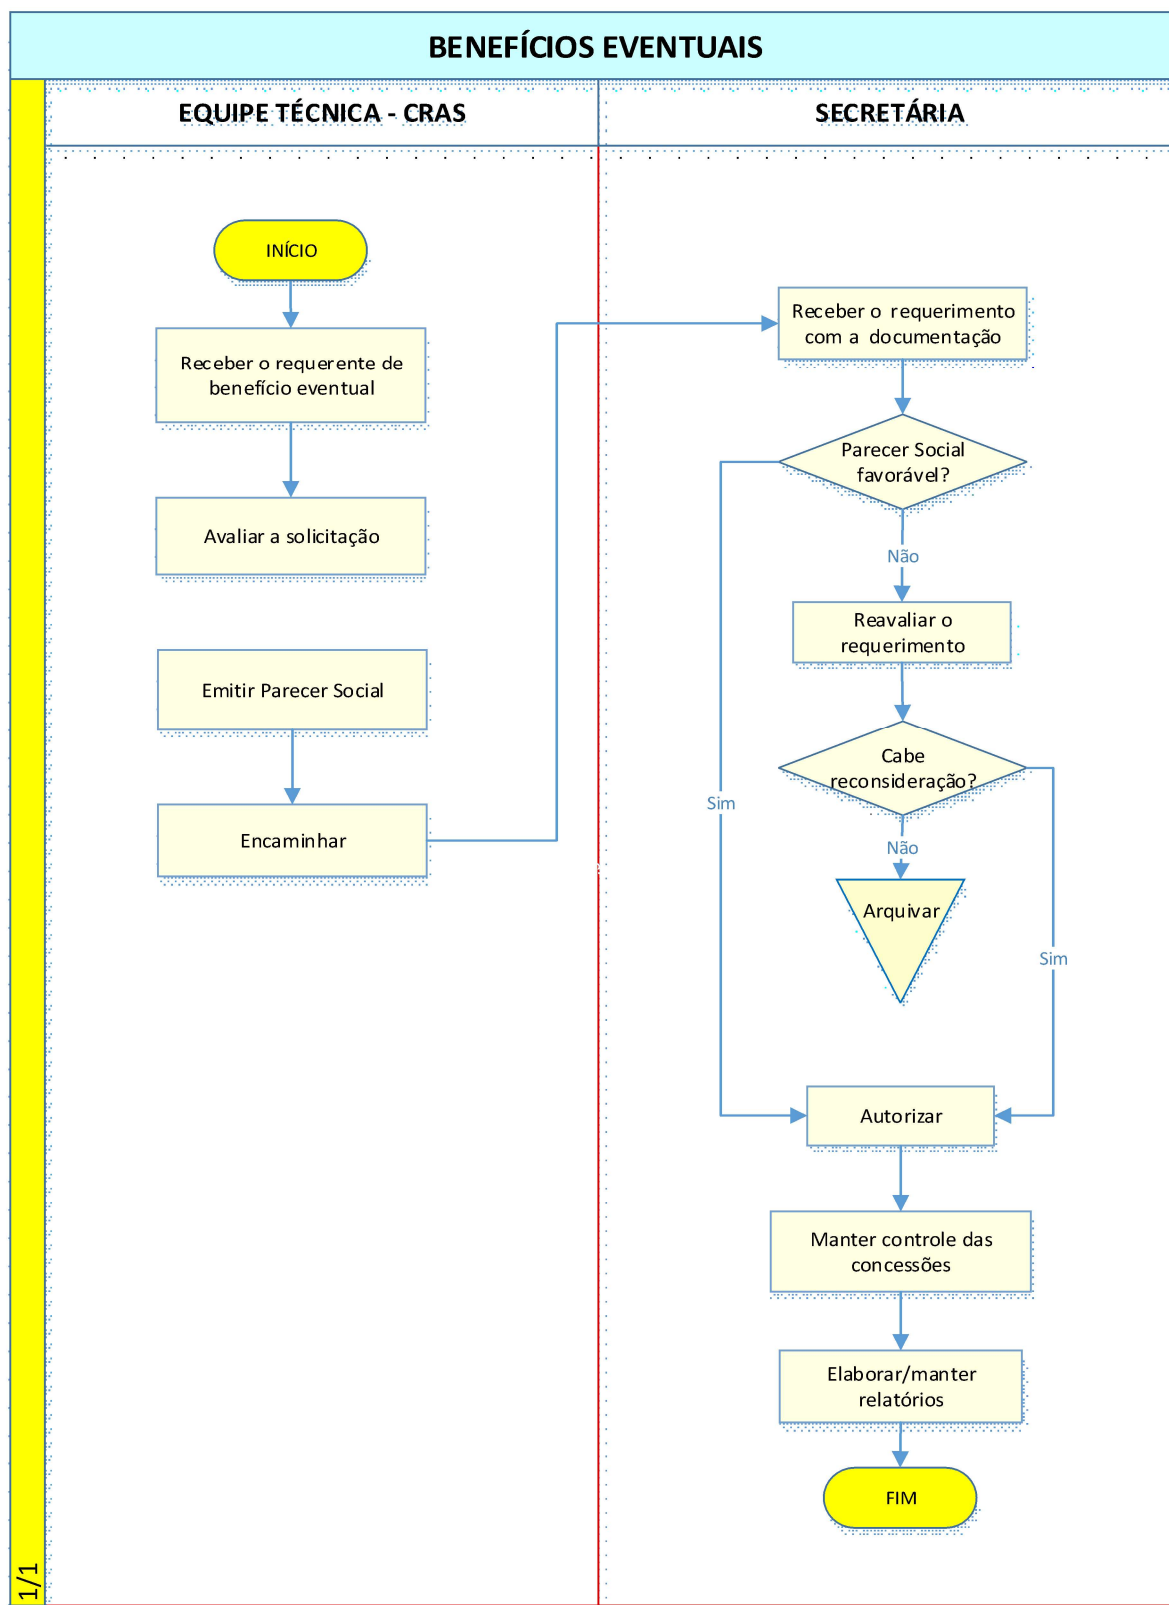 BENEFÍCIOS EVENTUAIS
EQUIPE TÉCNICA - CRAS
SECRETÁRIA
INÍCIO
Receber o requerente de
benefício eventual
Avaliar a solicitação
Emitir Parecer Social
Encaminhar
Receber o requerimento
com a documentação
Parecer Social
favorável?
Não
Reavaliar o
requerimento
Cabe
reconsideração?
Sim
Não
Arquivar
Sim
Autorizar
Manter controle das
concessões
Elaborar/manter
relatórios
FIM
1/1